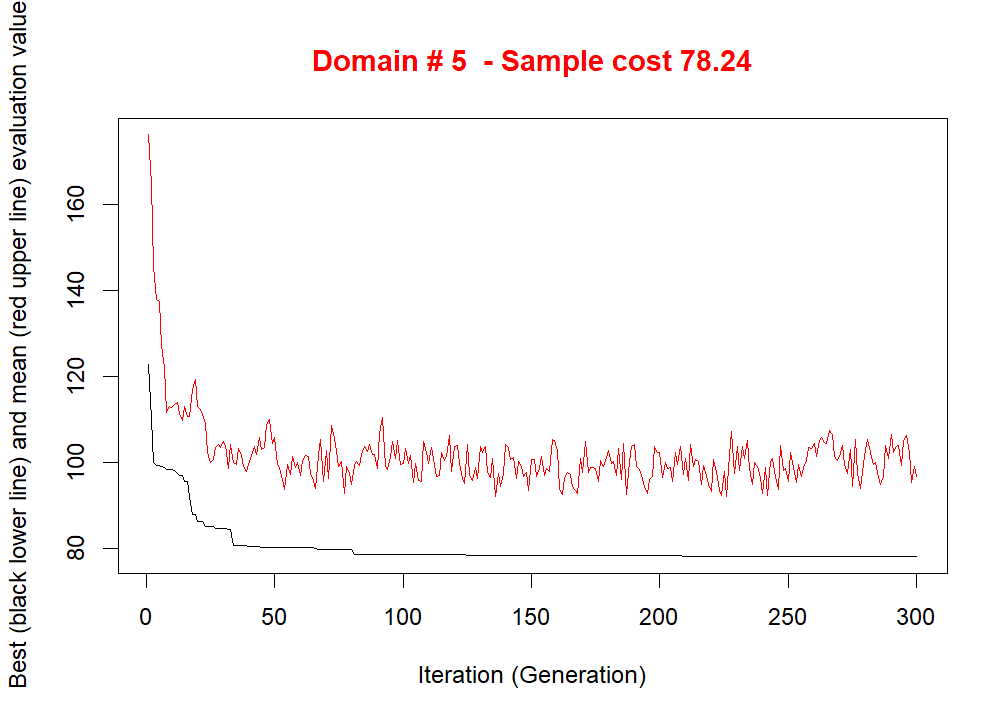 Domain # 5  - Sample cost 78.24
Best (black lower line) and mean (red upper line) evaluation value
160
140
120
100
80
0 50 100 150 200 250 300
Iteration (Generation)